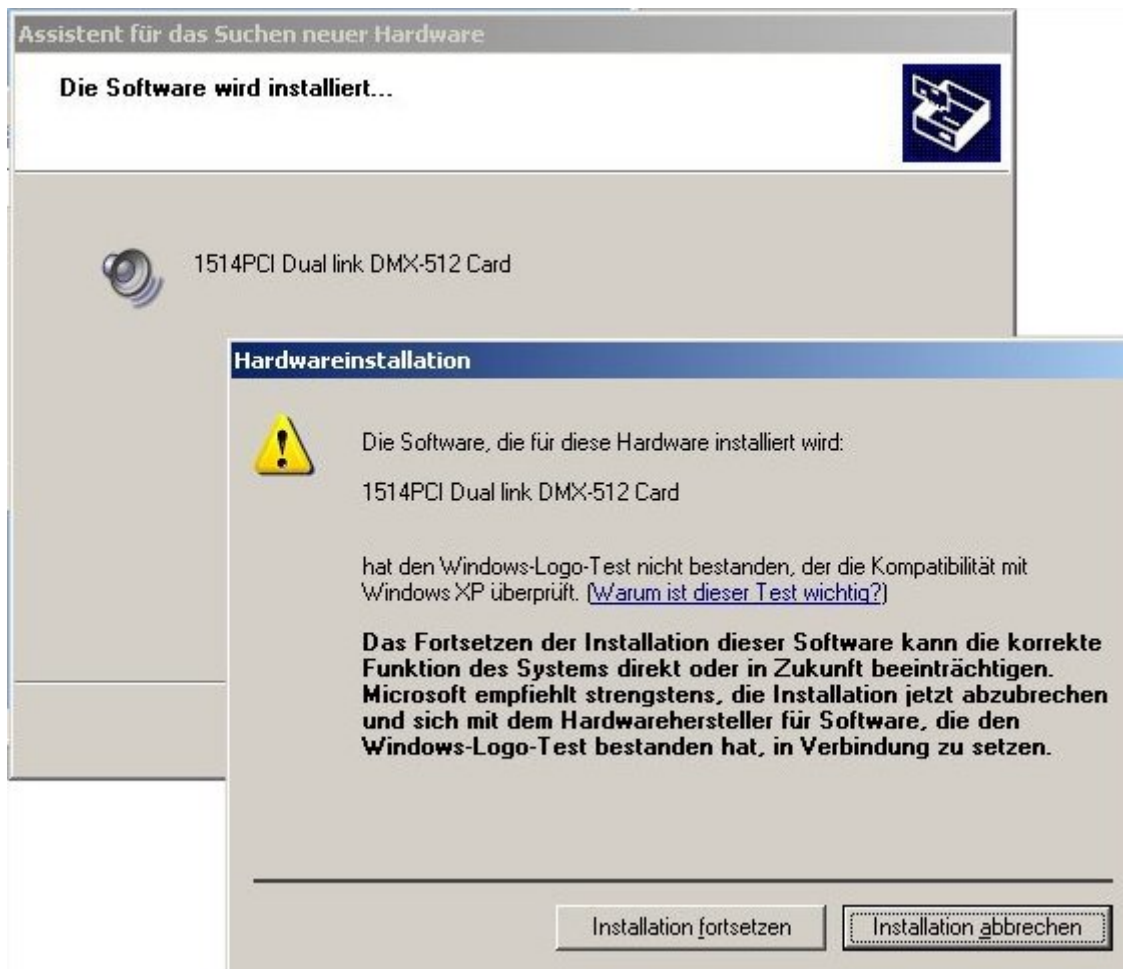 Assistent für das Suchen neuer Hardware
Die Software wird installiert...
1514PCI Dual link DMX-512 Card
Hardwareinstallation
Die Software, die für diese Hardware installiert wird:
1514PCI Dual link DMX-512 Card
hat den Windows-Logo-Test nicht bestanden, der die Kompatibilität mit
Windows XP überprüft. (Warum ist dieser Test wichtig?)
Das Fortsetzen der Installation dieser Software kann die korrekte
Funktion des Systems direkt oder in Zukunft beeinträchtigen.
Microsoft empfiehlt strengstens, die Installation jetzt abzubrechen
und sich mit dem Hardwarehersteller für Software, die den
Windows-Logo-Test bestanden hat, in Verbindung zu setzen.
Installation fortsetzen
Installation abbrechen